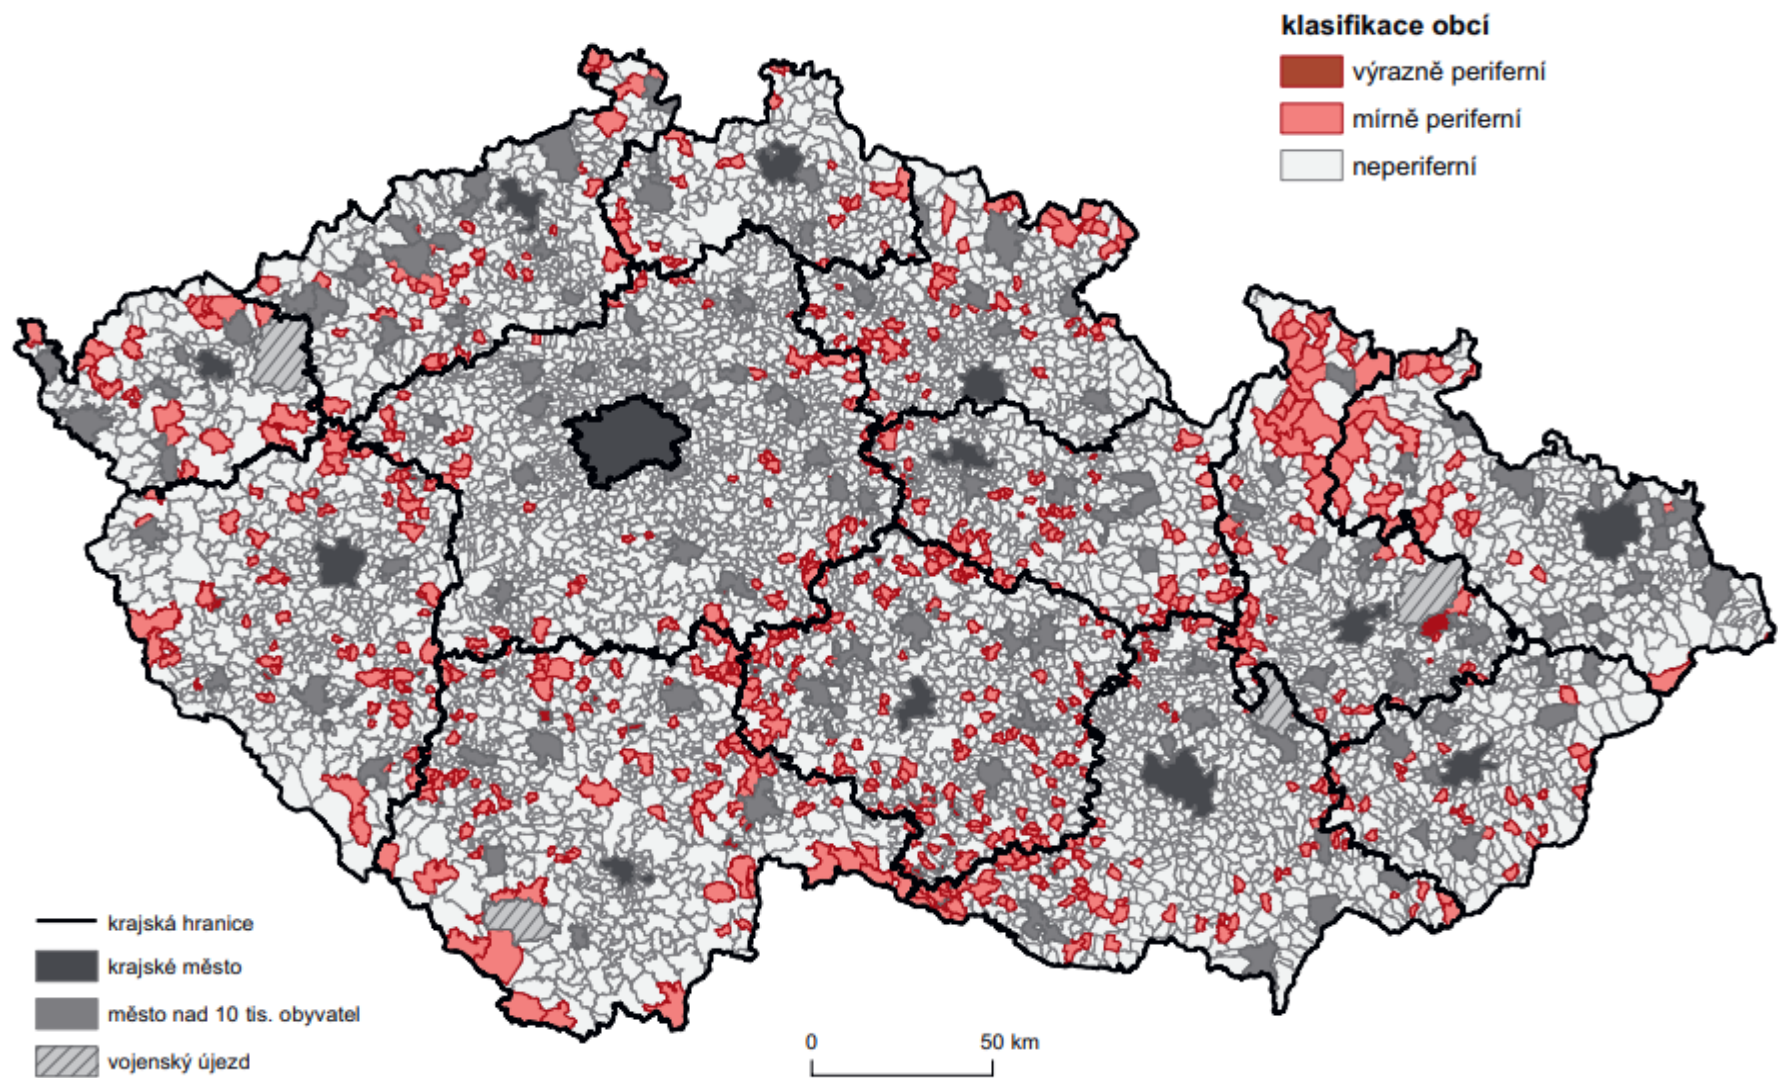 klasifikace obcí
výrazně periferní
mírně periferní
neperiferní
krajská hranice
krajské město
město nad 10 tis. obyvatel
vojenský újezd
0 50 km